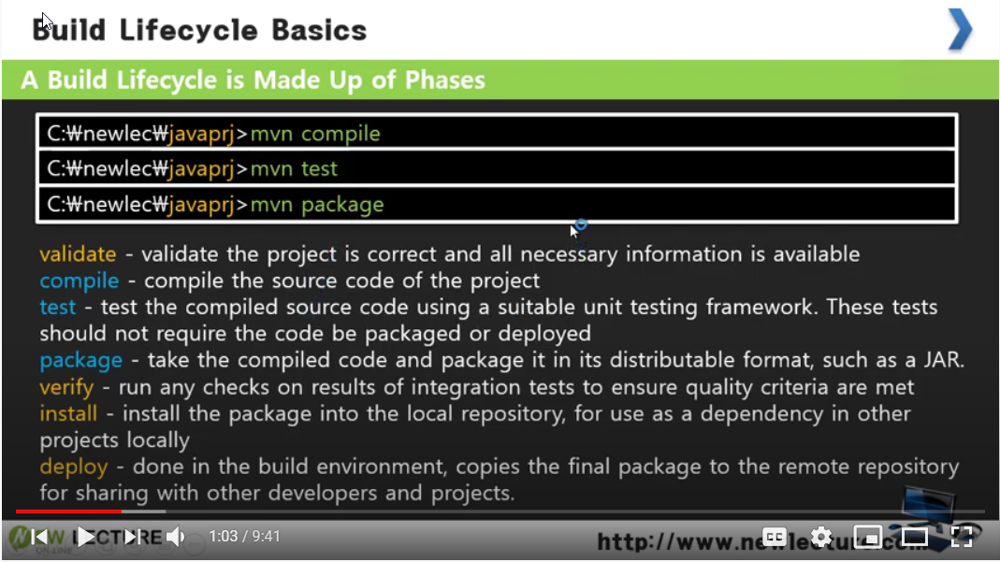 Build Lifecycle Basics
A Build Lifecycle is Made Up of Phases
C:₩newlec₩javaprj>mvn compile
C:₩newlec₩javaprj>mvn test
C:₩newlec₩javaprj>mvn package
validate - validate the project is correct and all necessary information is available
compile - compile the source code of the project
test - test the compiled source code using a suitable unit testing framework. These tests
should not require the code be packaged or deployed
package - take the compiled code and package it in its distributable format, such as a JAR.
verify - run any checks on results of integration tests to ensure quality criteria are met
install - install the package into the local repository, for use as a dependency in other
projects locally
deploy - done in the build environment, copies the final package to the remote repository
for sharing with other developers and projects.
NEW LECTURE
ON-LINE
1:03 / 9:41
CC
http://www.newlecture.com